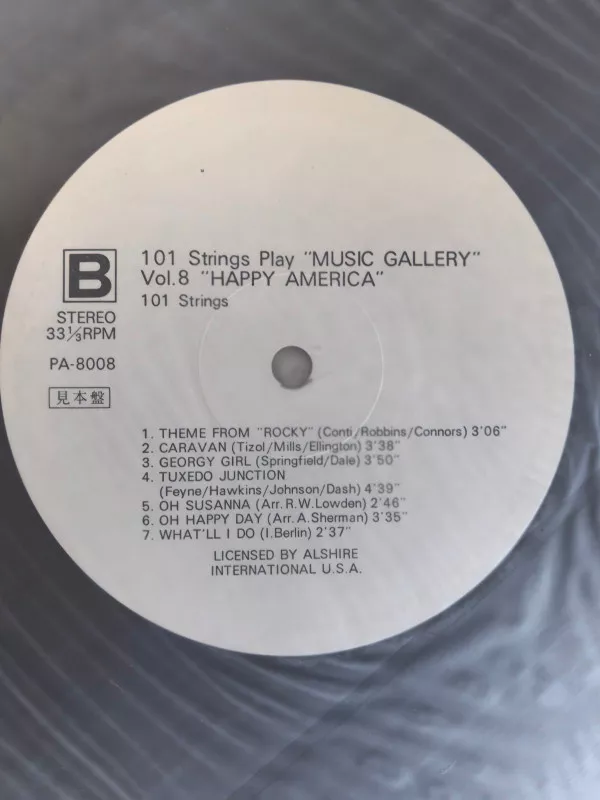 101 Strings Play "MUSIC GALLERY"
Vol.8 "HAPPY AMERICA"
101 Strings
B
STEREO
33⅓RPM
PA-8008
見本盤
1. THEME FROM "ROCKY" (Conti/Robbins/Connors) 3'06"
2. CARAVAN (Tizol/Mills/Ellington) 3'38"
3. GEORGY GIRL (Springfield/Dale) 3'50"
4. TUXEDO JUNCTION
(Feyne/Hawkins/Johnson/Dash) 4'39"
5. OH SUSANNA (Arr. R.W. Lowden) 2'46"
6. OH HAPPY DAY (Arr. A. Sherman) 3'35"
7. WHAT'LL I DO (I. Berlin) 2'37"
LICENSED BY ALSHIRE
INTERNATIONAL U.S.A.